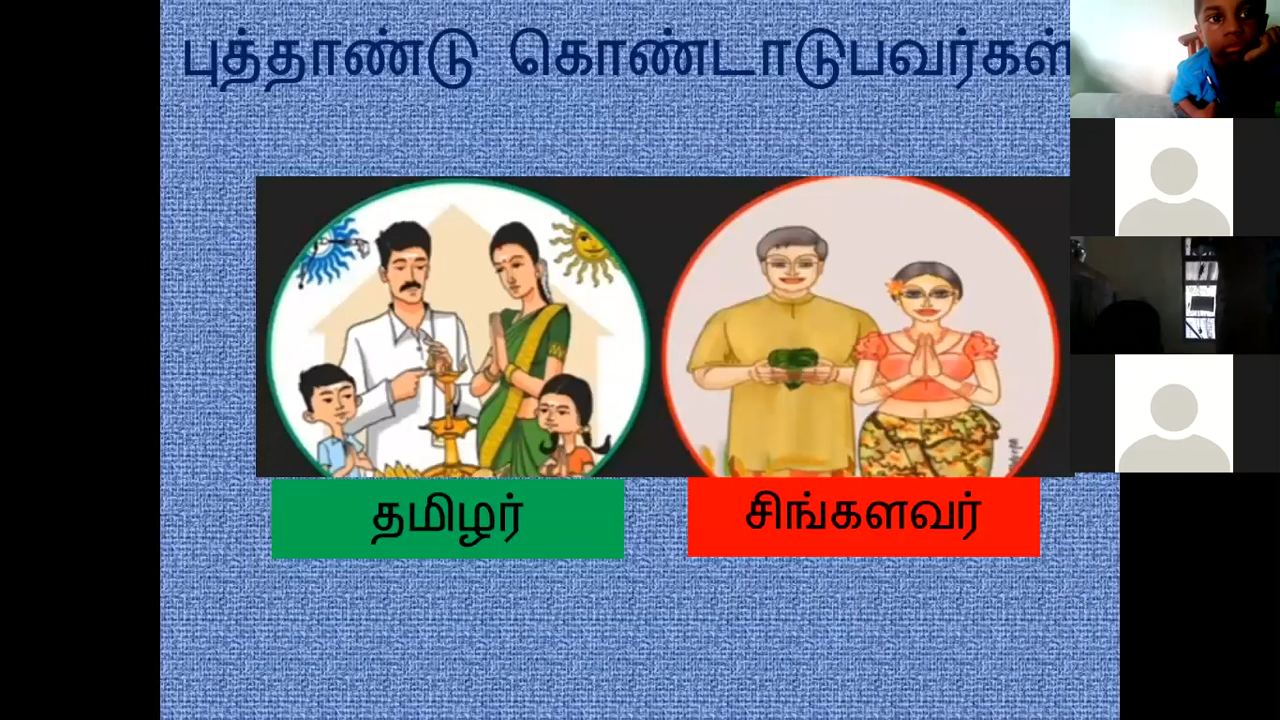 புத்தாண்டு கொண்டாடுபவர்கள்
தமிழர்
சிங்களவர்